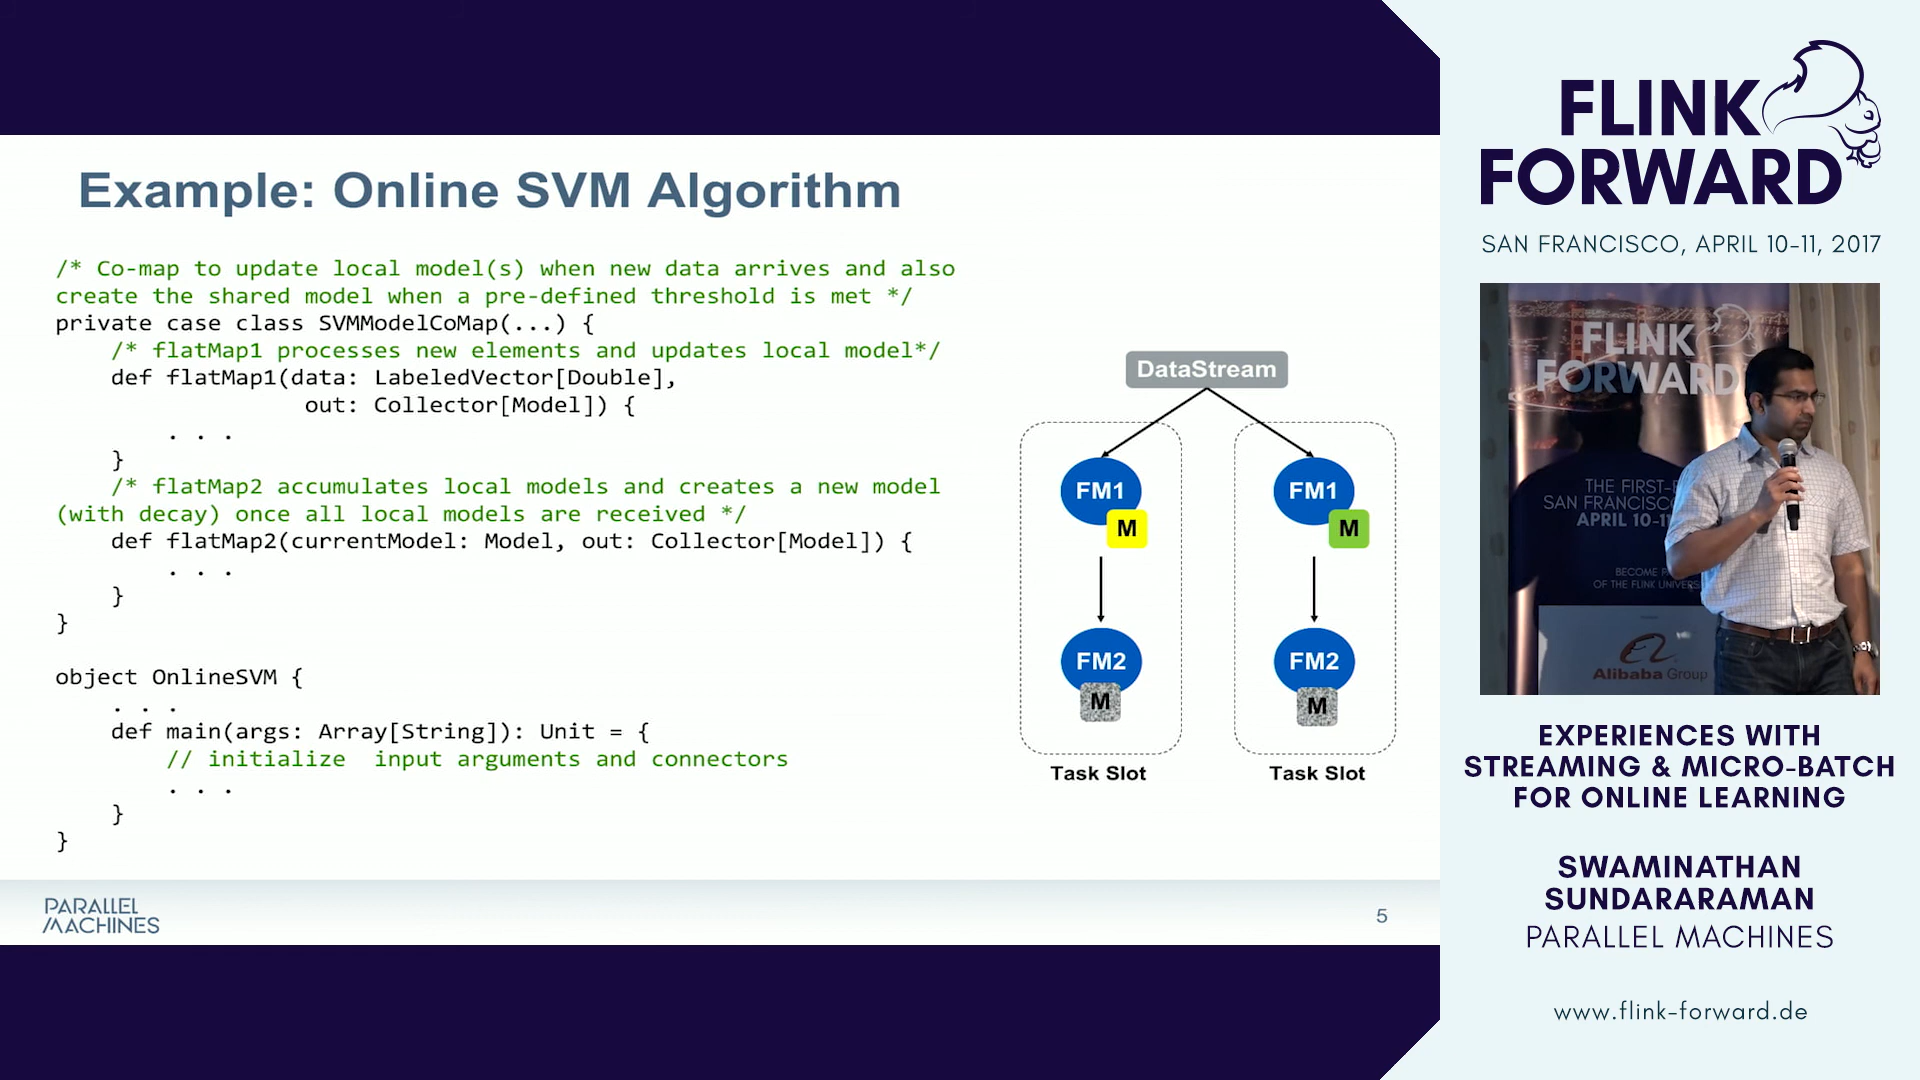 Example: Online SVM Algorithm
/* Co-map to update local model(s) when new data arrives and also
create the shared model when a pre-defined threshold is met */
private case class SVMModelCoMap(...) {
/* flatMap1 processes new elements and updates local model*/
def flatMap1(data: LabeledVector[Double],
out: Collector[Model]) {
. . .
}
/* flatMap2 accumulates local models and creates a new model
(with decay) once all local models are received */
def flatMap2(currentModel: Model, out: Collector[Model]) {
. . .
}
}
object OnlineSVM {
. . .
def main(args: Array[String]): Unit = {
// initialize  input arguments and connectors
. . .
}
}
DataStream
FM1
M
FM2
M
Task Slot
FM1
M
FM2
M
Task Slot
PARALLEL
MACHINES
5
FLINK
FORWARD
SAN FRANCISCO, APRIL 10-11, 2017
FLINK
FORWARD
THE FIRST-
SAN FRANCISCO
APRIL 10-11
BECOME
OF THE FLINK
Alibaba Group
EXPERIENCES WITH
STREAMING & MICRO-BATCH
FOR ONLINE LEARNING
SWAMINATHAN
SUNDARARAMAN
PARALLEL MACHINES
www.flink-forward.de